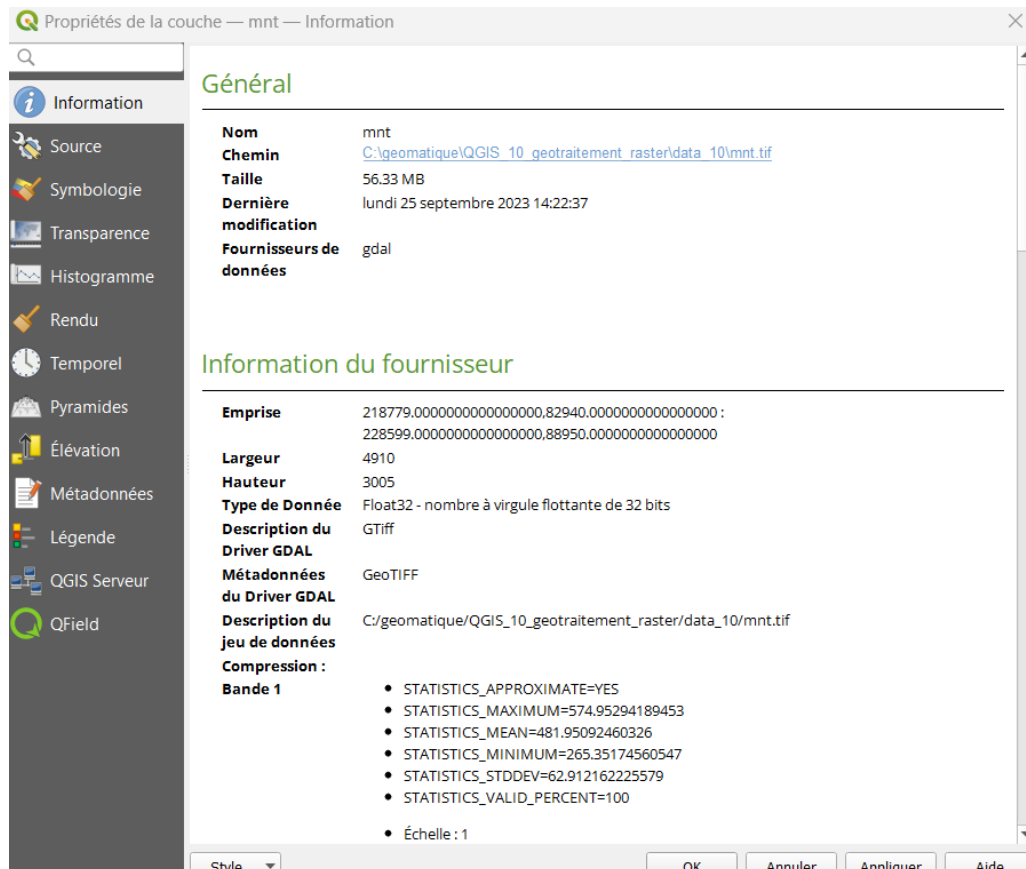 Propriétés de la couche — mnt — Information
Information
Source
Symbologie
Transparence
Histogramme
Rendu
Temporel
Pyramides
Élévation
Métadonnées
Légende
QGIS Serveur
QField
Général
Nom mnt
Chemin C:\geomatique\QGIS_10_geotraitement_raster\data_10\mnt.tif
Taille 56.33 MB
Dernière lundi 25 septembre 2023 14:22:37
modification
Fournisseurs de gdal
données
Information du fournisseur
Emprise 218779.0000000000000000,82940.0000000000000000 :
228599.0000000000000000,88950.0000000000000000
Largeur 4910
Hauteur 3005
Type de Donnée Float32 - nombre à virgule flottante de 32 bits
Description du GTiff
Driver GDAL
Métadonnées GeoTIFF
du Driver GDAL
Description du C:/geomatique/QGIS_10_geotraitement_raster/data_10/mnt.tif
jeu de données
Compression :
Bande 1 • STATISTICS_APPROXIMATE=YES
• STATISTICS_MAXIMUM=574.95294189453
• STATISTICS_MEAN=481.95092460326
• STATISTICS_MINIMUM=265.35174560547
• STATISTICS_STDDEV=62.912162225579
• STATISTICS_VALID_PERCENT=100
• Échelle : 1
Style OK Annuler Appliquer Aide